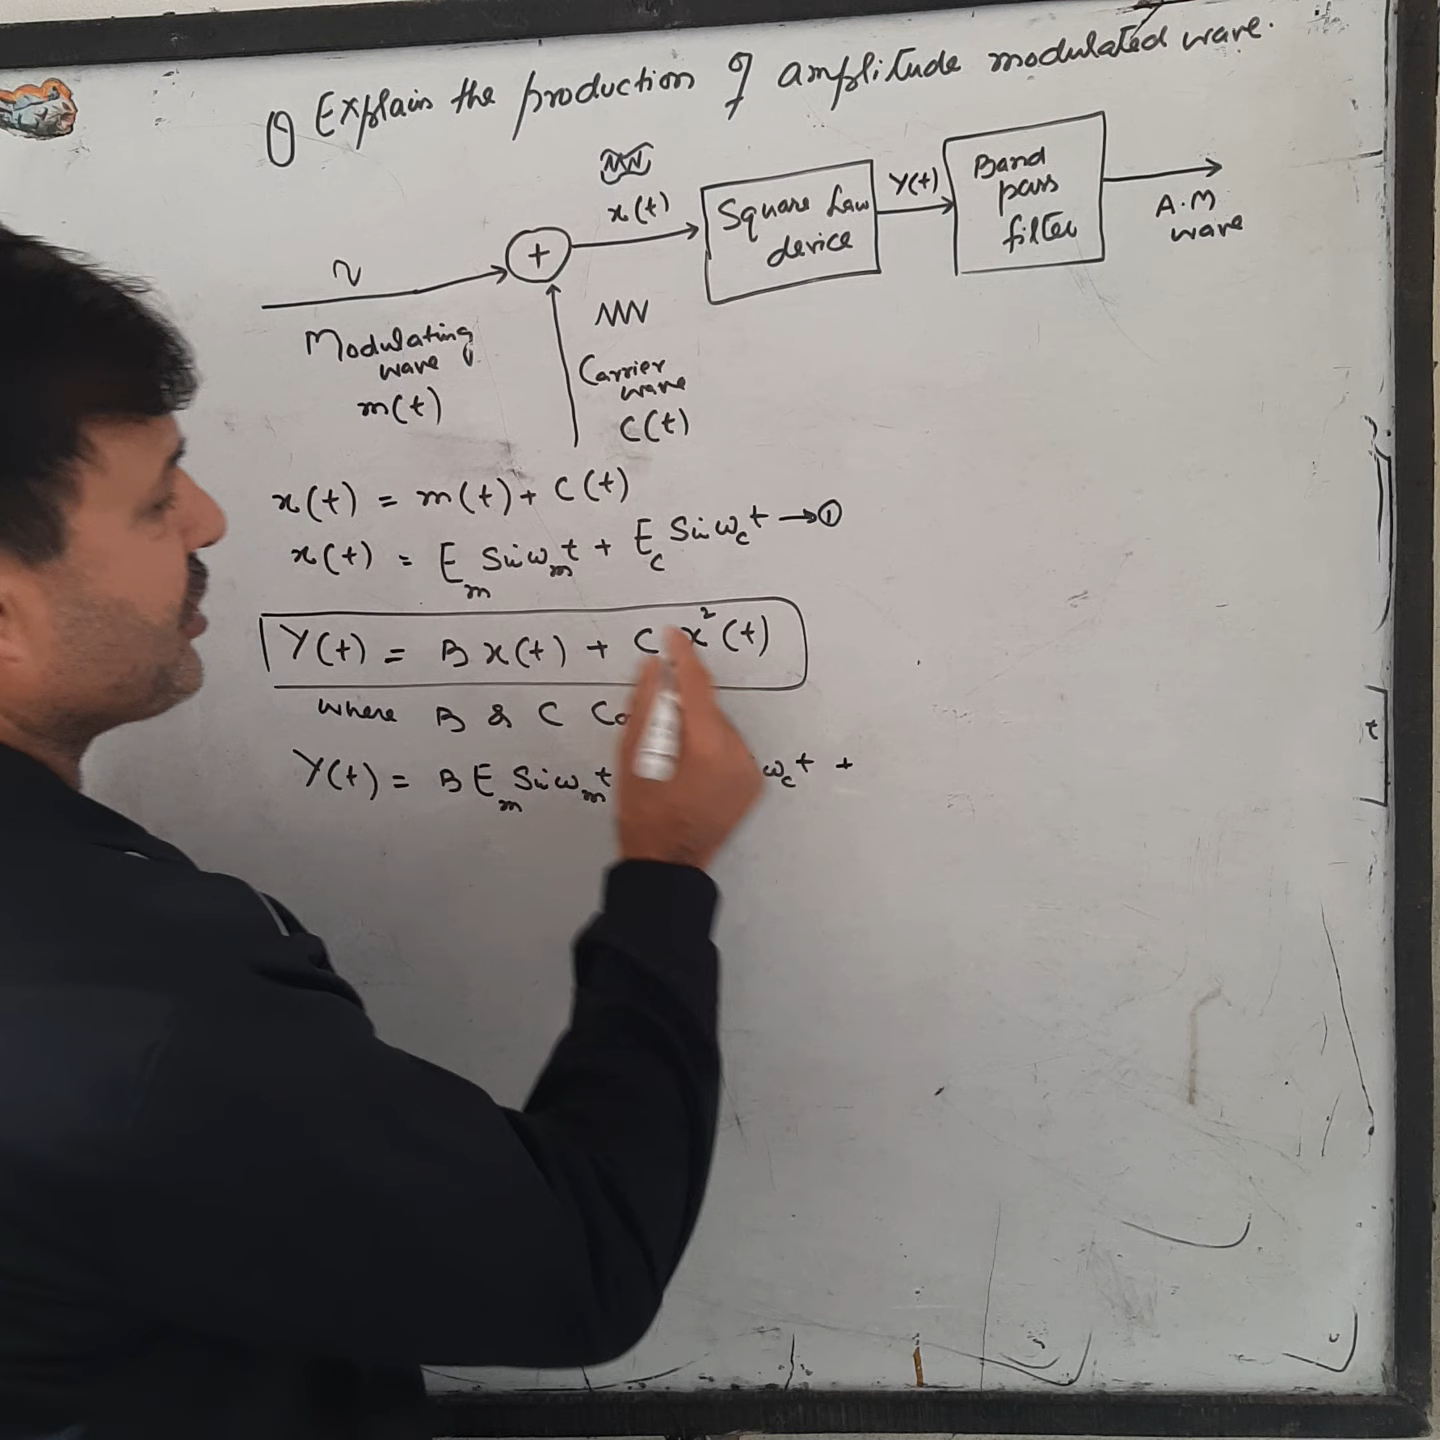 Q Explain the production of amplitude modulated wave.
x(t)
Square Law
device
Y(t)
Band
pass
filter
A.M
wave
+
Modulating
wave
m(t)
Carrier
wave
C(t)
x(t) = m(t) + C(t)
x(t) = E_m Sin ω_m t + E_c Sin ω_c t → ①
Y(t) = B x(t) + C x²(t)
where B & C
Y(t) = B E_m Sin ω_m t ω_c t +
t